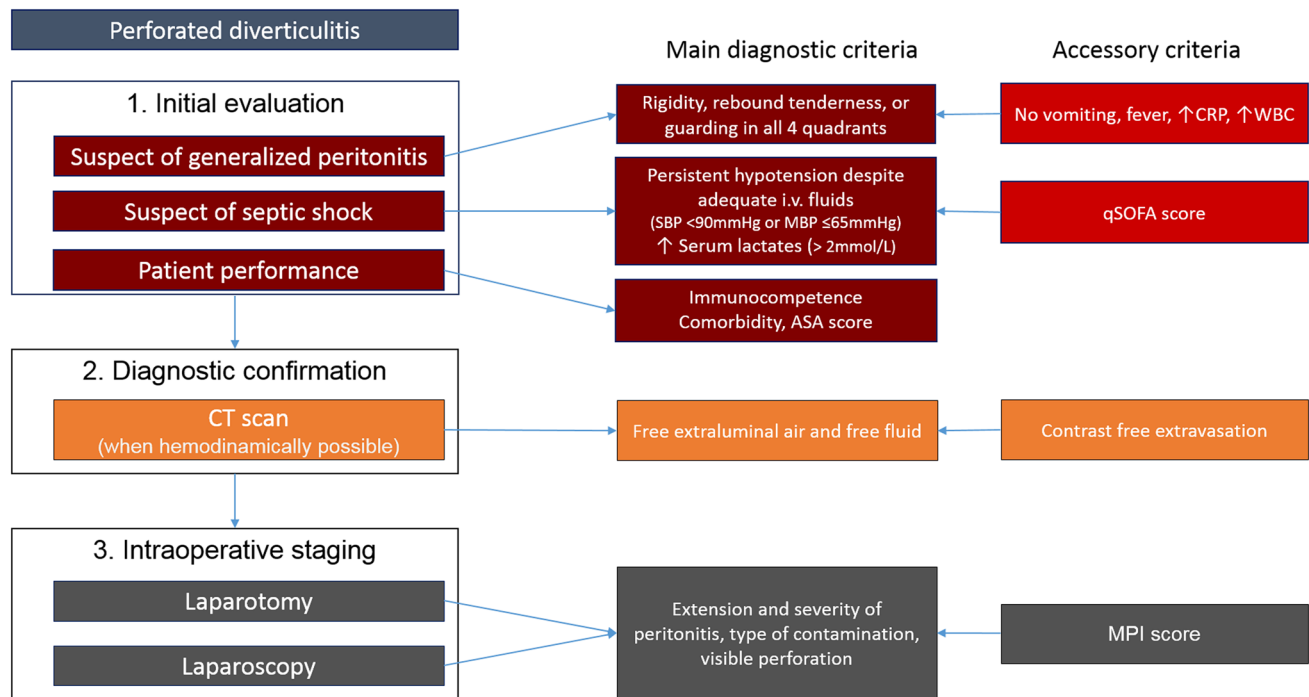 Perforated diverticulitis
Main diagnostic criteria
Accessory criteria
1. Initial evaluation
Suspect of generalized peritonitis
Suspect of septic shock
Patient performance
Rigidity, rebound tenderness, or
guarding in all 4 quadrants
No vomiting, fever, ↑CRP, ↑WBC
Persistent hypotension despite
adequate i.v. fluids
(SBP <90mmHg or MBP ≤65mmHg)
↑ Serum lactates (> 2mmol/L)
qSOFA score
Immunocompetence
Comorbidity, ASA score
2. Diagnostic confirmation
CT scan
(when hemodinamically possible)
Free extraluminal air and free fluid
Contrast free extravasation
3. Intraoperative staging
Laparotomy
Laparoscopy
Extension and severity of
peritonitis, type of contamination,
visible perforation
MPI score